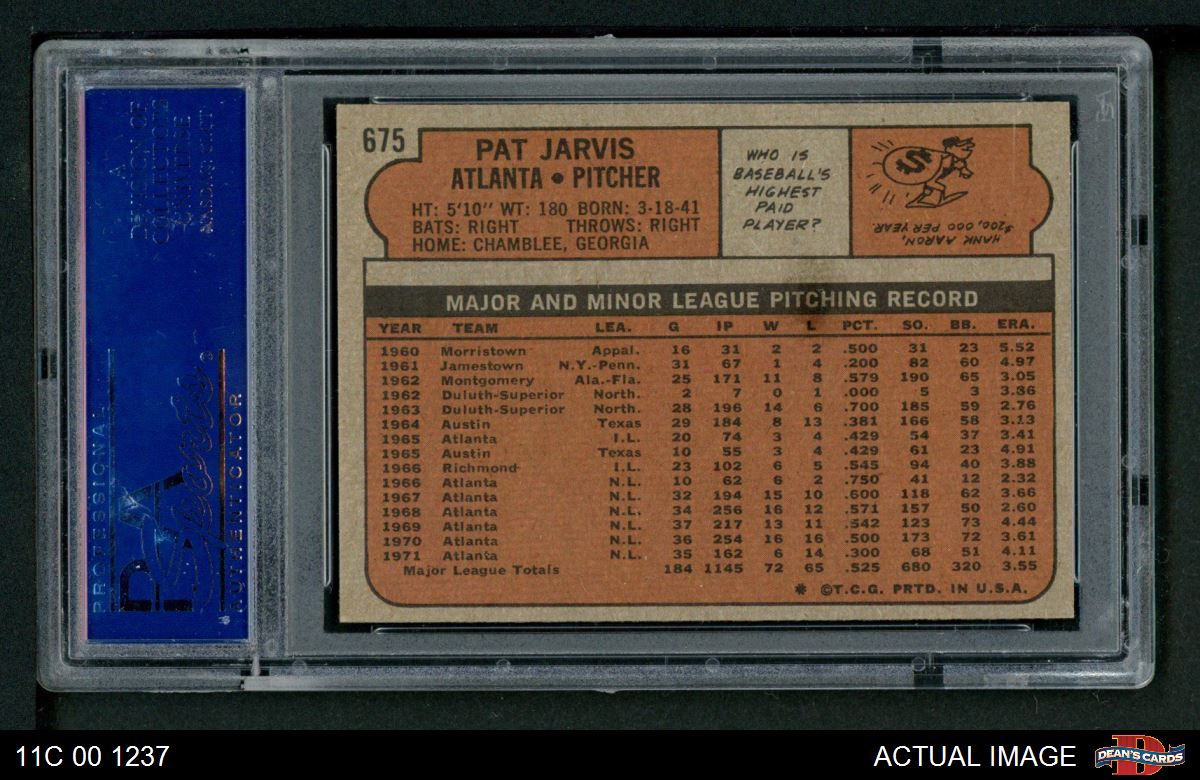 675
PAT JARVIS
ATLANTA • PITCHER
HT: 5'10" WT: 180 BORN: 3-18-41
BATS: RIGHT THROWS: RIGHT
HOME: CHAMBLEE, GEORGIA
WHO IS
BASEBALL'S
HIGHEST
PAID
PLAYER?
$
HANK AARON,
$200,000 PER YEAR.
MAJOR AND MINOR LEAGUE PITCHING RECORD
YEAR TEAM LEA. G IP W L PCT. SO. BB. ERA.
1960 Morristown Appal. 16 31 2 2 .500 31 23 5.52
1961 Jamestown N.Y.-Penn. 31 67 1 4 .200 82 60 4.97
1962 Montgomery Ala.-Fla. 25 171 11 8 .579 190 65 3.05
1962 Duluth-Superior North. 2 7 0 1 .000 5 3 3.86
1963 Duluth-Superior North. 28 196 14 6 .700 185 59 2.76
1964 Austin Texas 29 184 8 13 .381 166 58 3.13
1965 Atlanta I.L. 20 74 3 4 .429 54 37 3.41
1965 Austin Texas 10 55 3 4 .429 61 23 4.91
1966 Richmond I.L. 23 102 6 5 .545 94 40 3.88
1966 Atlanta N.L. 10 62 6 2 .750 41 12 2.32
1967 Atlanta N.L. 32 194 15 10 .600 118 62 3.66
1968 Atlanta N.L. 34 256 16 12 .571 157 50 2.60
1969 Atlanta N.L. 37 217 13 11 .542 123 73 4.44
1970 Atlanta N.L. 36 254 16 16 .500 173 72 3.61
1971 Atlanta N.L. 35 162 6 14 .300 68 51 4.11
Major League Totals 184 1145 72 65 .525 680 320 3.55
* ©T.C.G. PRTD. IN U.S.A.
A
DIVISION OF
COLLECTORS
UNIVERSE
NASDAQ: CLCT
PROFESSIONAL
PSA
Sports
AUTHENTICATOR
11C 00 1237
ACTUAL IMAGE
D
DEAN'S CARDS